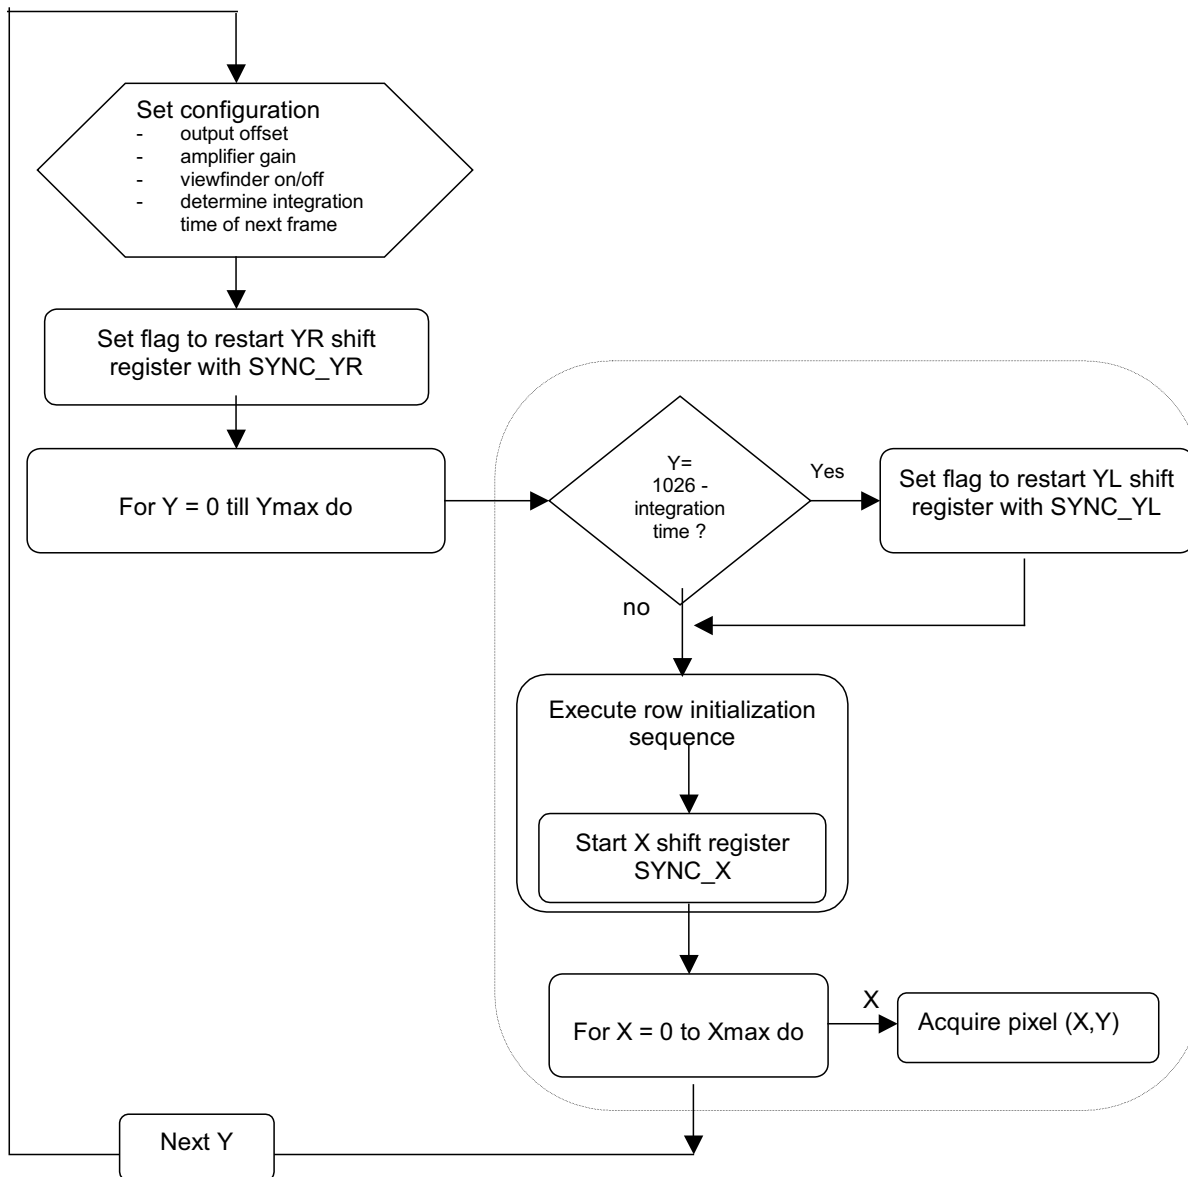 Set configuration
- output offset
- amplifier gain
- viewfinder on/off
- determine integration
time of next frame
Set flag to restart YR shift
register with SYNC_YR
For Y = 0 till Ymax do
Y=
1026 -
integration
time ?
Yes
Set flag to restart YL shift
register with SYNC_YL
no
Execute row initialization
sequence
Start X shift register
SYNC_X
For X = 0 to Xmax do
X
Acquire pixel (X,Y)
Next Y